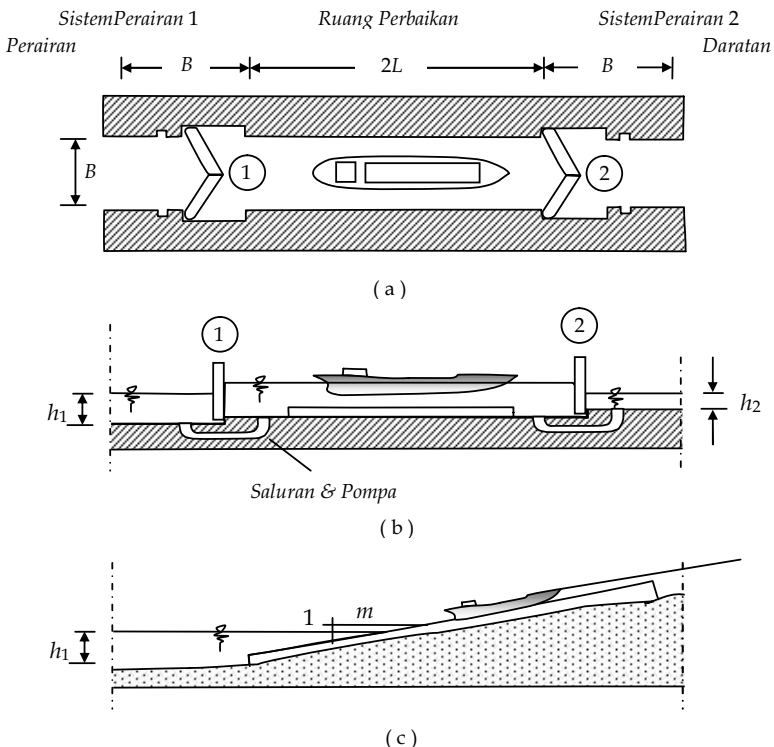 SistemPerairan 1 Ruang Perbaikan SistemPerairan 2
Perairan Daratan
B 2L B
B 1 2
( a )
1 2
h1 h2
Saluran & Pompa
( b )
1 m
h1
( c )